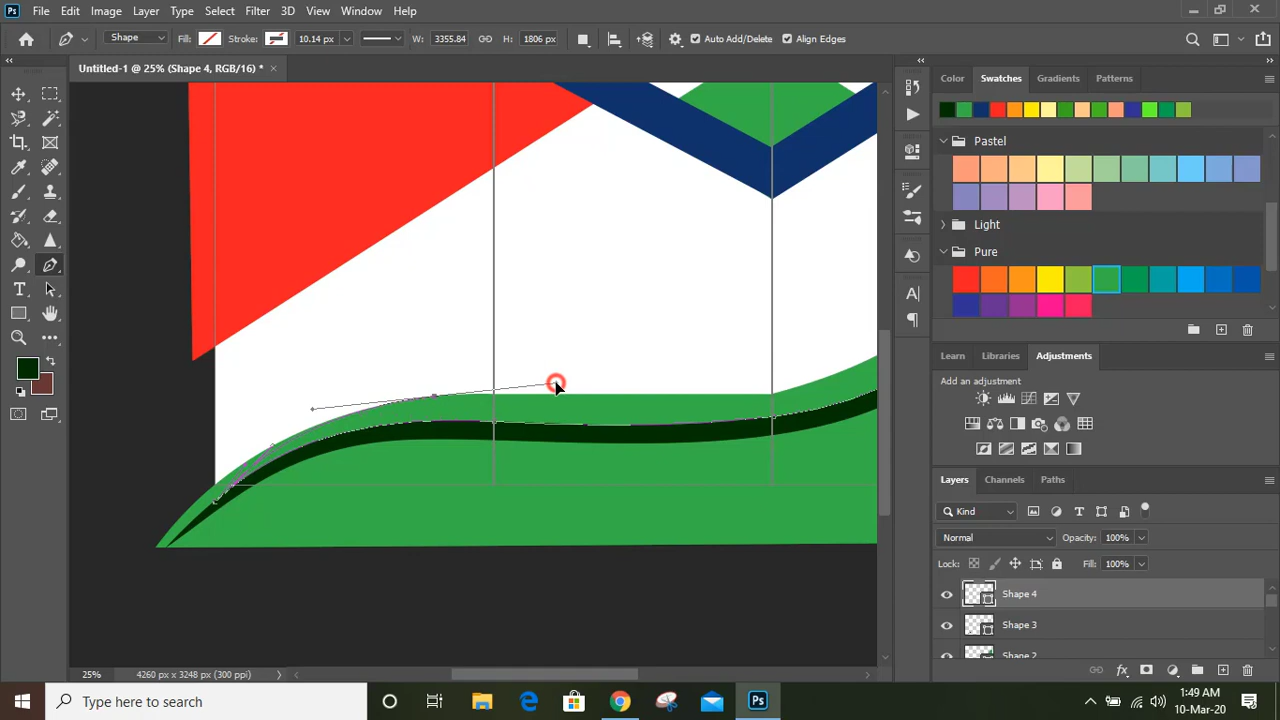 Ps File Edit Image Layer Type Select Filter 3D View Window Help
Shape Fill: Stroke: 10.14 px W: 3355.84 H: 1806 px Auto Add/Delete Align Edges
Untitled-1 @ 25% (Shape 4, RGB/16) * ×
Color Swatches Gradients Patterns
Pastel
Light
Pure
Learn Libraries Adjustments
Add an adjustment
Layers Channels Paths
Kind
Normal Opacity: 100%
Lock: Fill: 100%
Shape 4
Shape 3
Shape 2
25% 4260 px x 3248 px (300 ppi)
Type here to search
1:49 AM
10-Mar-20